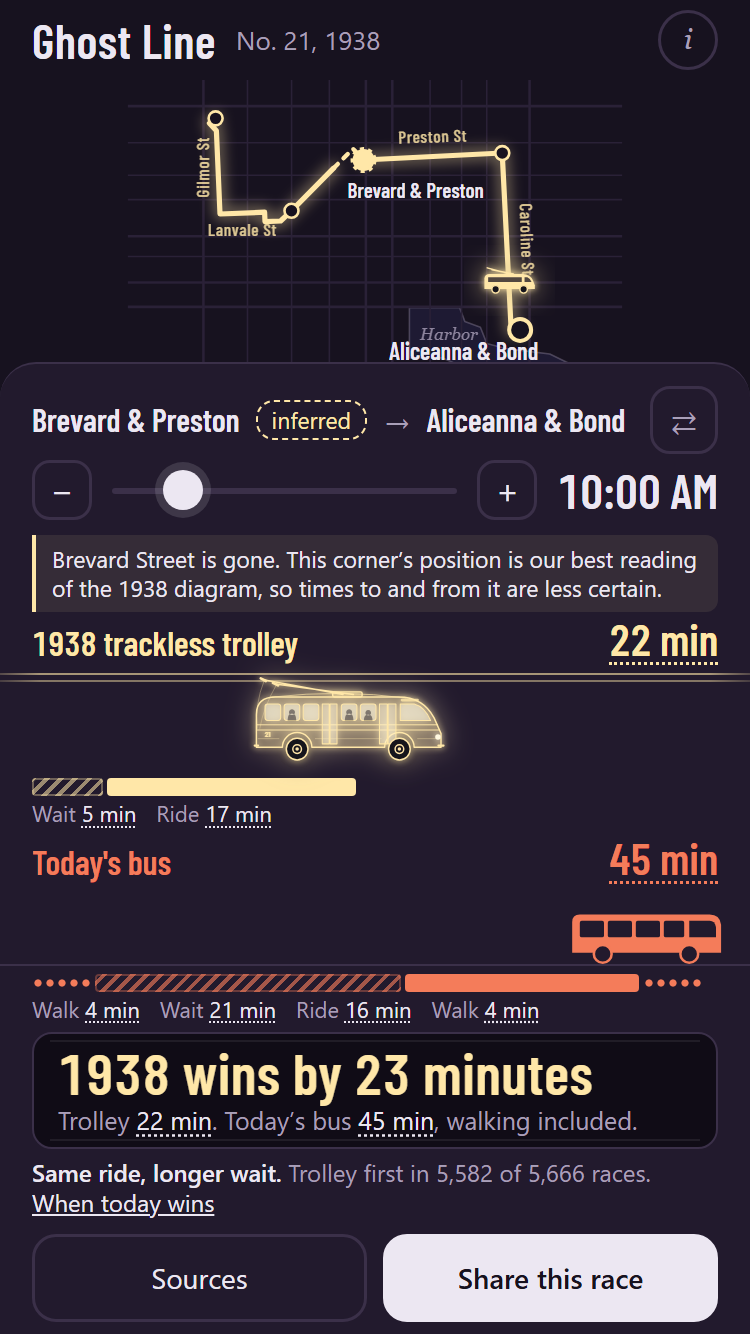 Ghost Line No. 21, 1938 i
Preston St
Gilmor St
Brevard & Preston
Caroline St
Lanvale St
Harbor
Aliceanna & Bond
Brevard & Preston inferred → Aliceanna & Bond ⇄
− + 10:00 AM
Brevard Street is gone. This corner’s position is our best reading
of the 1938 diagram, so times to and from it are less certain.
1938 trackless trolley 22 min
Wait 5 min Ride 17 min
Today's bus 45 min
Walk 4 min Wait 21 min Ride 16 min Walk 4 min
1938 wins by 23 minutes
Trolley 22 min. Today’s bus 45 min, walking included.
Same ride, longer wait. Trolley first in 5,582 of 5,666 races.
When today wins
Sources Share this race